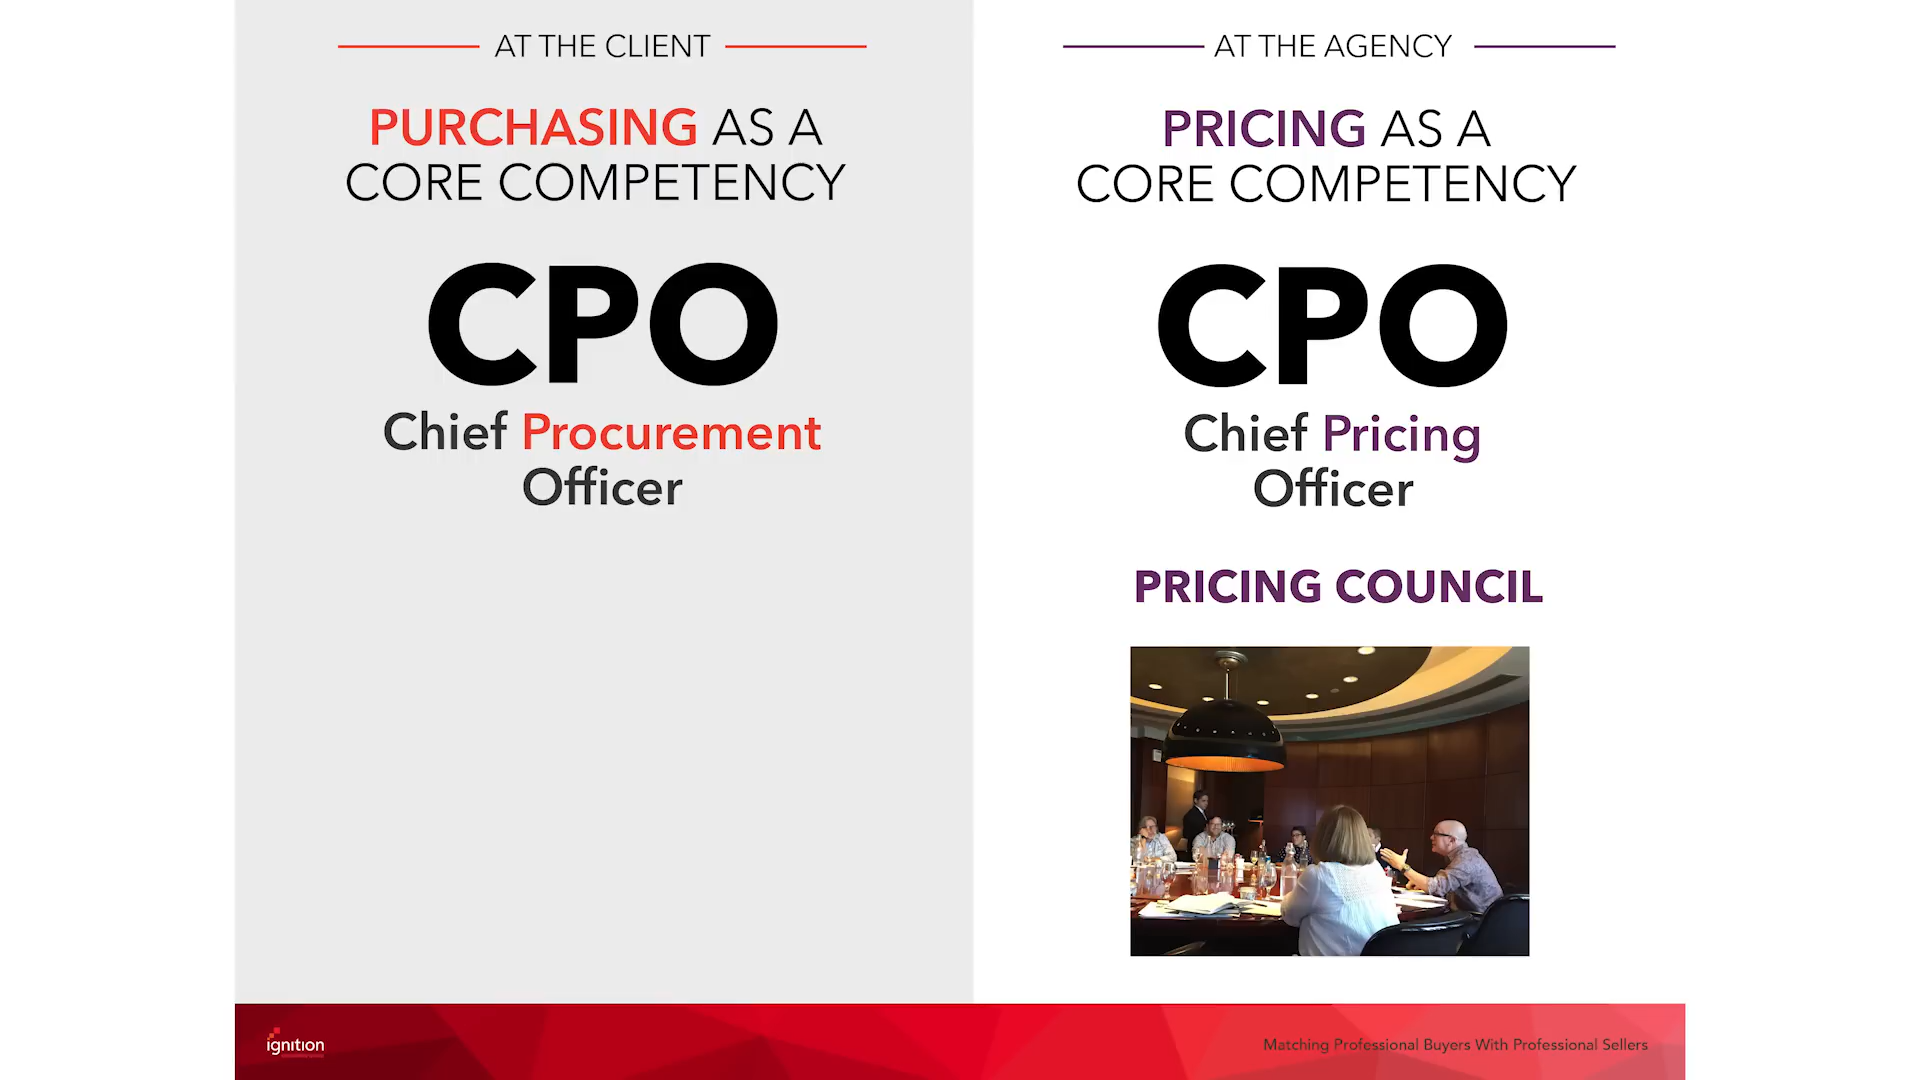 AT THE CLIENT
PURCHASING AS A
CORE COMPETENCY
CPO
Chief Procurement
Officer
AT THE AGENCY
PRICING AS A
CORE COMPETENCY
CPO
Chief Pricing
Officer
PRICING COUNCIL
ignition
Matching Professional Buyers With Professional Sellers